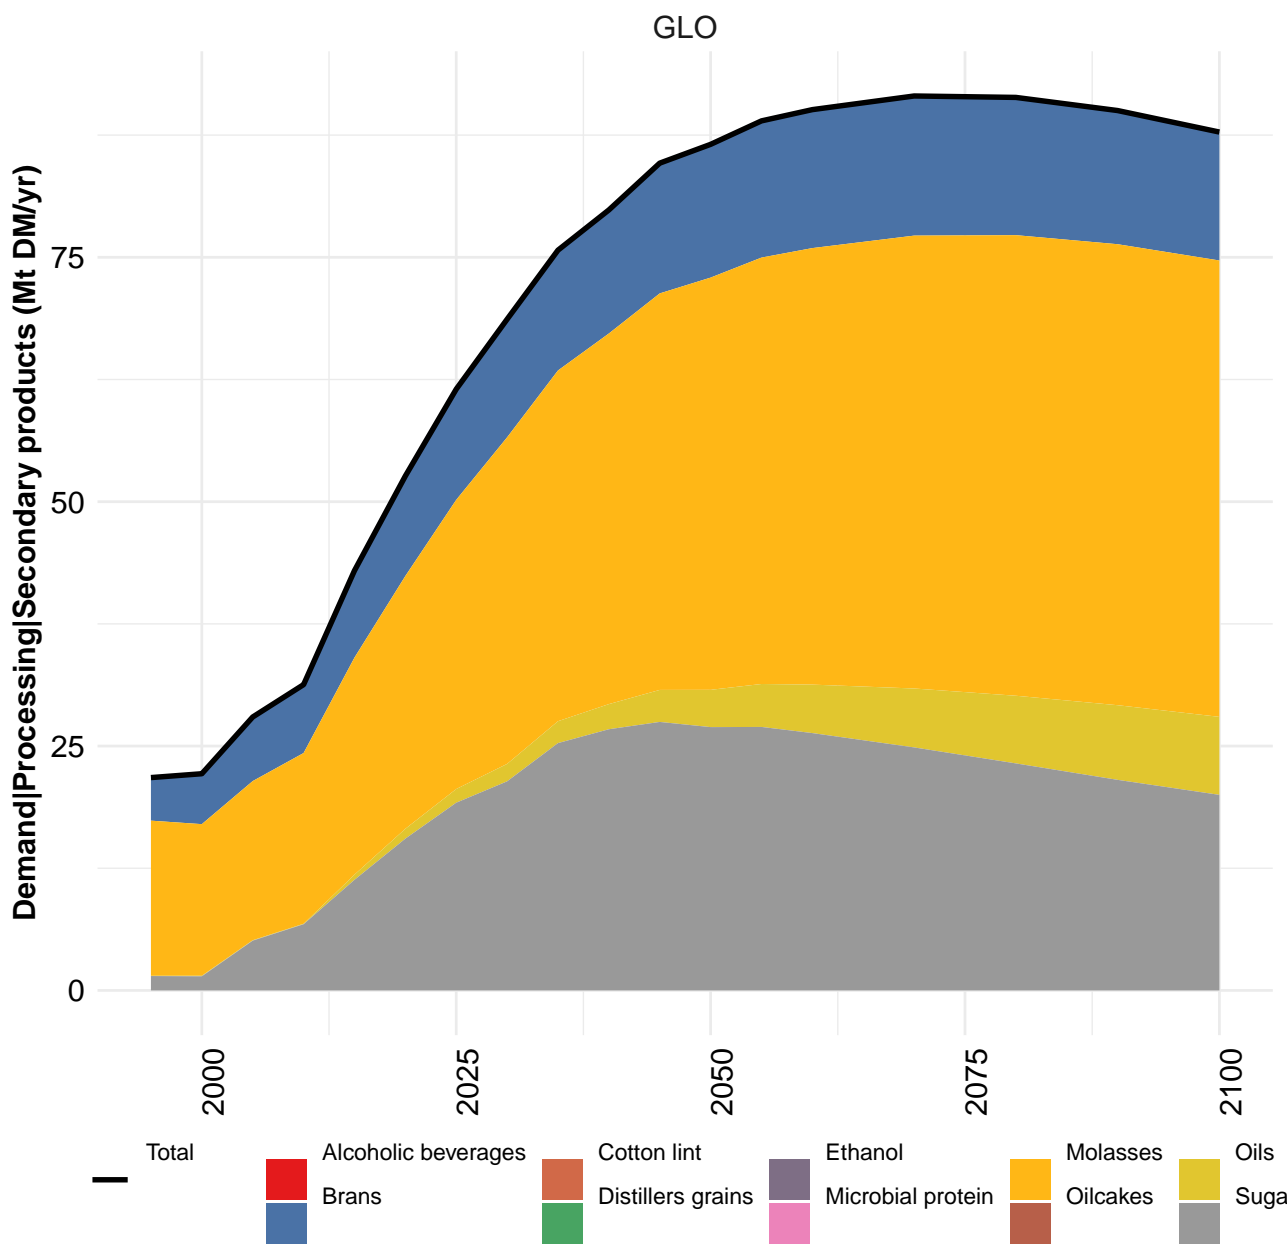 GLO
Demand|Processing|Secondary products (Mt DM/yr)
75
50
25
0
2000
2025
2050
2075
2100
Total
Alcoholic beverages
Cotton lint
Ethanol
Molasses
Oils
Brans
Distillers grains
Microbial protein
Oilcakes
Suga